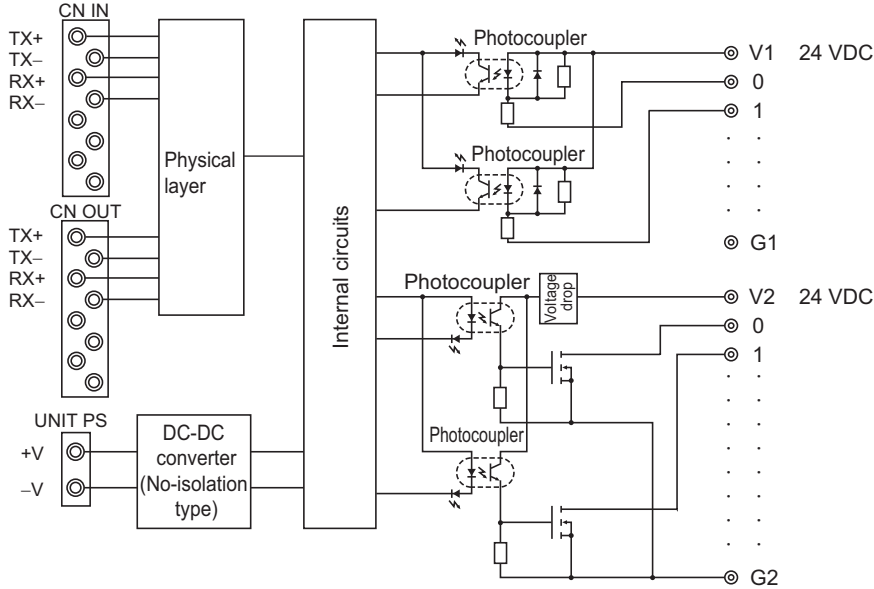 CN IN
TX+
TX–
RX+
RX–
Physical
layer
CN OUT
TX+
TX–
RX+
RX–
UNIT PS
+V
–V
DC-DC
converter
(No-isolation
type)
Internal circuits
Photocoupler
V1 24 VDC
0
1
Photocoupler
G1
Photocoupler
Voltage
drop
V2 24 VDC
0
1
Photocoupler
G2